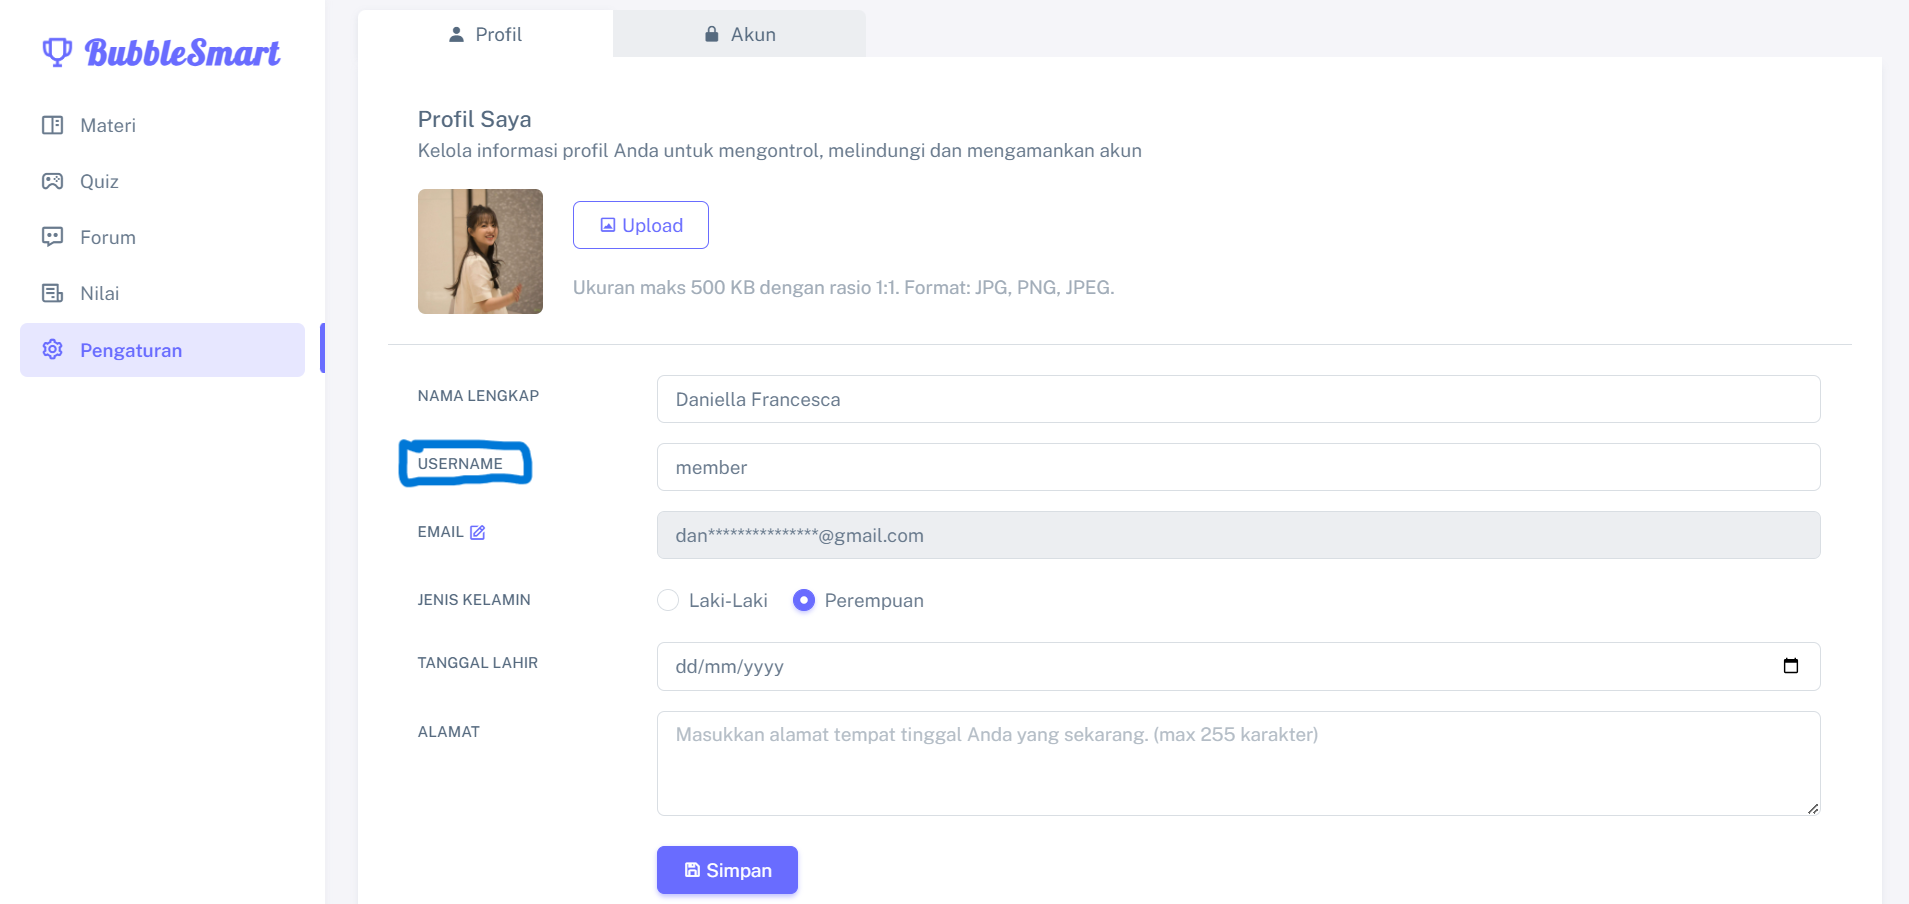 BubbleSmart
Materi
Quiz
Forum
Nilai
Pengaturan
Profil
Akun
Profil Saya
Kelola informasi profil Anda untuk mengontrol, melindungi dan mengamankan akun
Upload
Ukuran maks 500 KB dengan rasio 1:1. Format: JPG, PNG, JPEG.
NAMA LENGKAP
Daniella Francesca
USERNAME
member
EMAIL
dan***************@gmail.com
JENIS KELAMIN
Laki-Laki
Perempuan
TANGGAL LAHIR
dd/mm/yyyy
ALAMAT
Masukkan alamat tempat tinggal Anda yang sekarang. (max 255 karakter)
Simpan